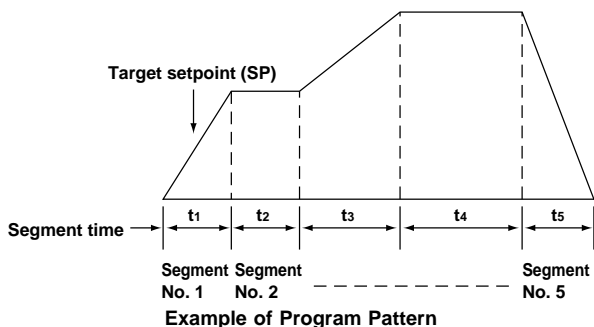 Target setpoint (SP)
Segment time
t1 t2 t3 t4 t5
Segment Segment Segment
No. 1 No. 2 No. 5
Example of Program Pattern